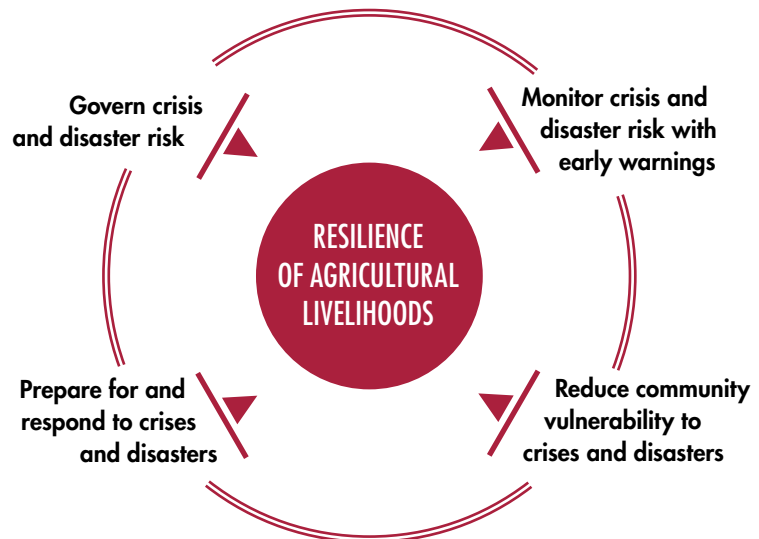 Govern crisis
and disaster risk
Monitor crisis and
disaster risk with
early warnings
RESILIENCE
OF AGRICULTURAL
LIVELIHOODS
Prepare for and
respond to crises
and disasters
Reduce community
vulnerability to
crises and disasters